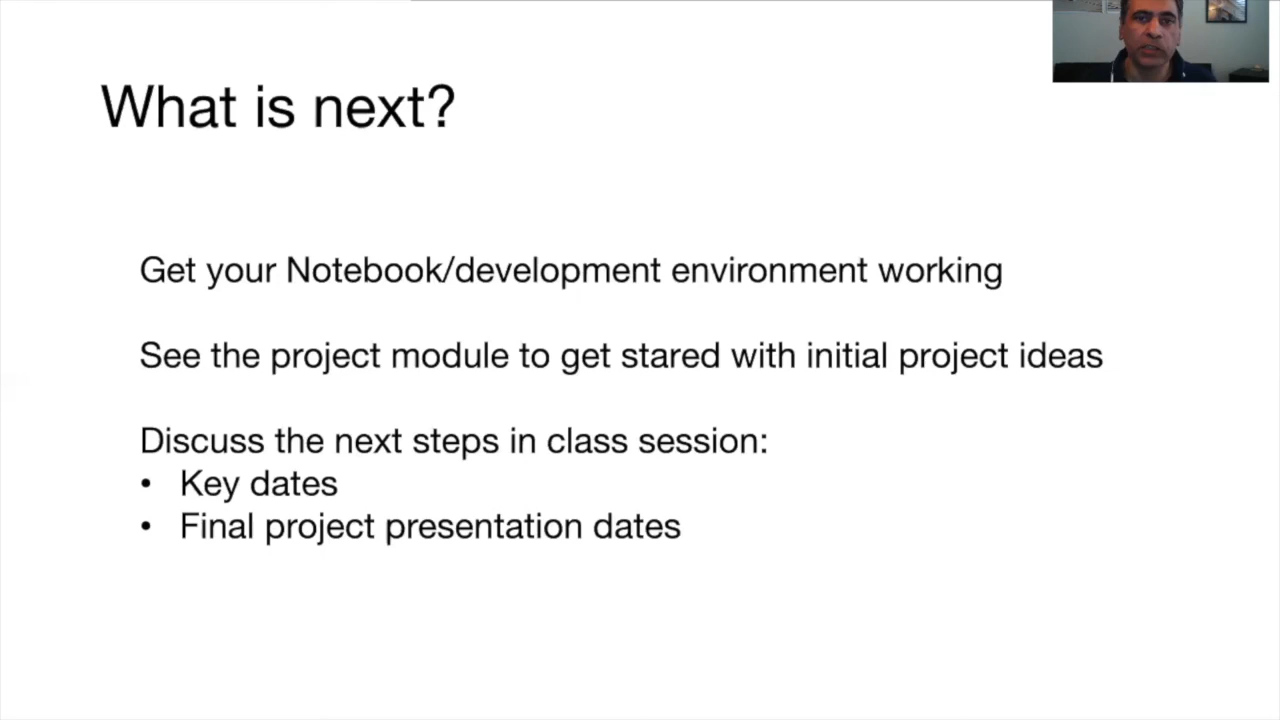 What is next?
Get your Notebook/development environment working
See the project module to get stared with initial project ideas
Discuss the next steps in class session:
• Key dates
• Final project presentation dates